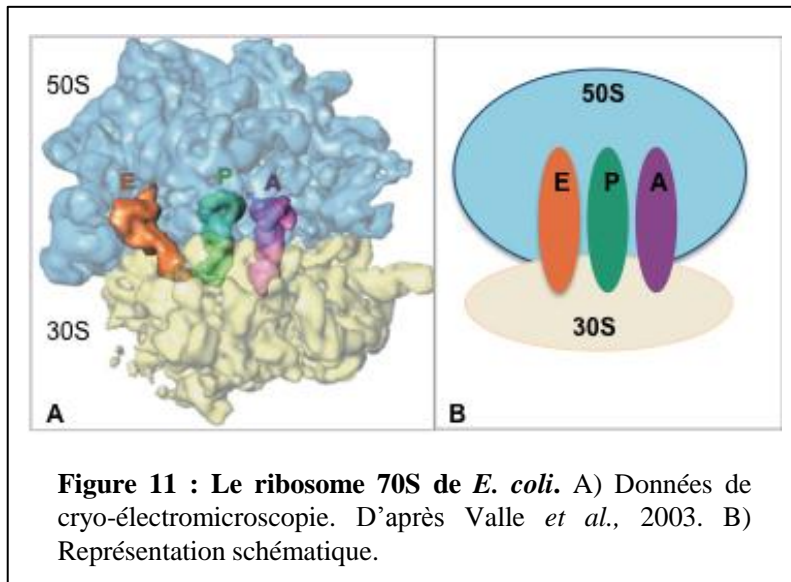 50S
E P A
30S
A
50S
E P A
30S
B
Figure 11 : Le ribosome 70S de E. coli. A) Données de
cryo-électromicroscopie. D’après Valle et al., 2003. B)
Représentation schématique.